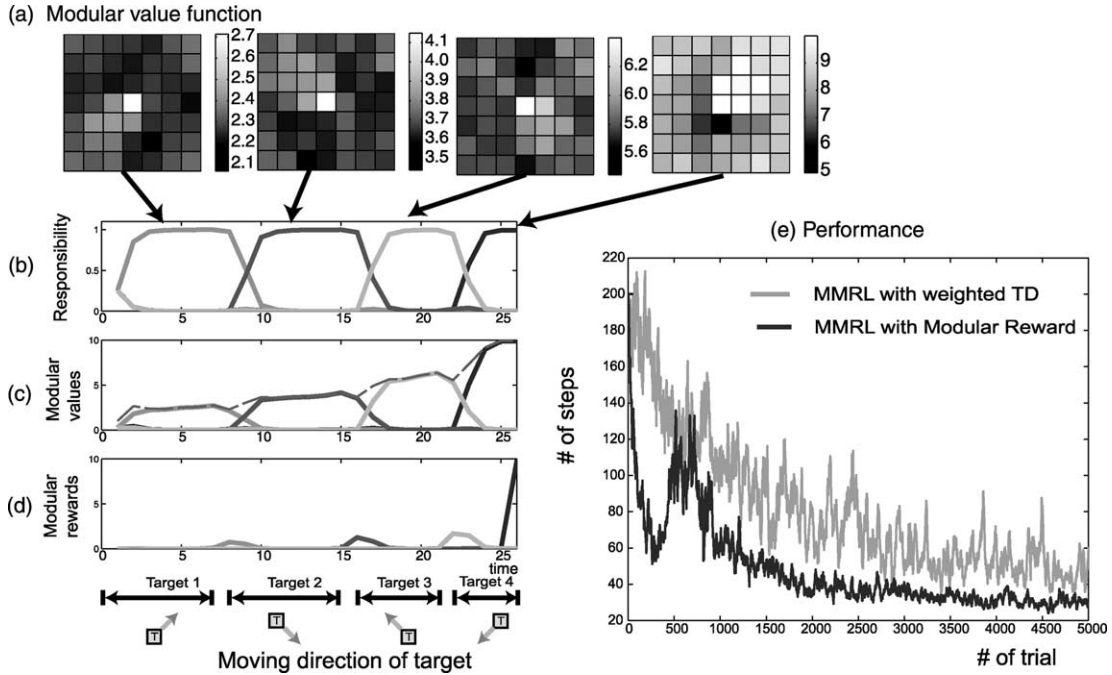 (a) Modular value function
2.7
2.6
2.5
2.4
2.3
2.2
2.1
4.1
4.0
3.9
3.8
3.7
3.6
3.5
6.2
6.0
5.8
5.6
9
8
7
6
5
(b)
Responsibility
1
0.5
0
0 5 10 15 20 25
(c)
Modular
values
10
5
0
0 5 10 15 20 25
(d)
Modular
rewards
10
5
0
0 5 10 15 20 25
time
Target 1 Target 2 Target 3 Target 4
T T T T
Moving direction of target
(e) Performance
MMRL with weighted TD
MMRL with Modular Reward
# of steps
220
200
180
160
140
120
100
80
60
40
20
0 500 1000 1500 2000 2500 3000 3500 4000 4500 5000
# of trial